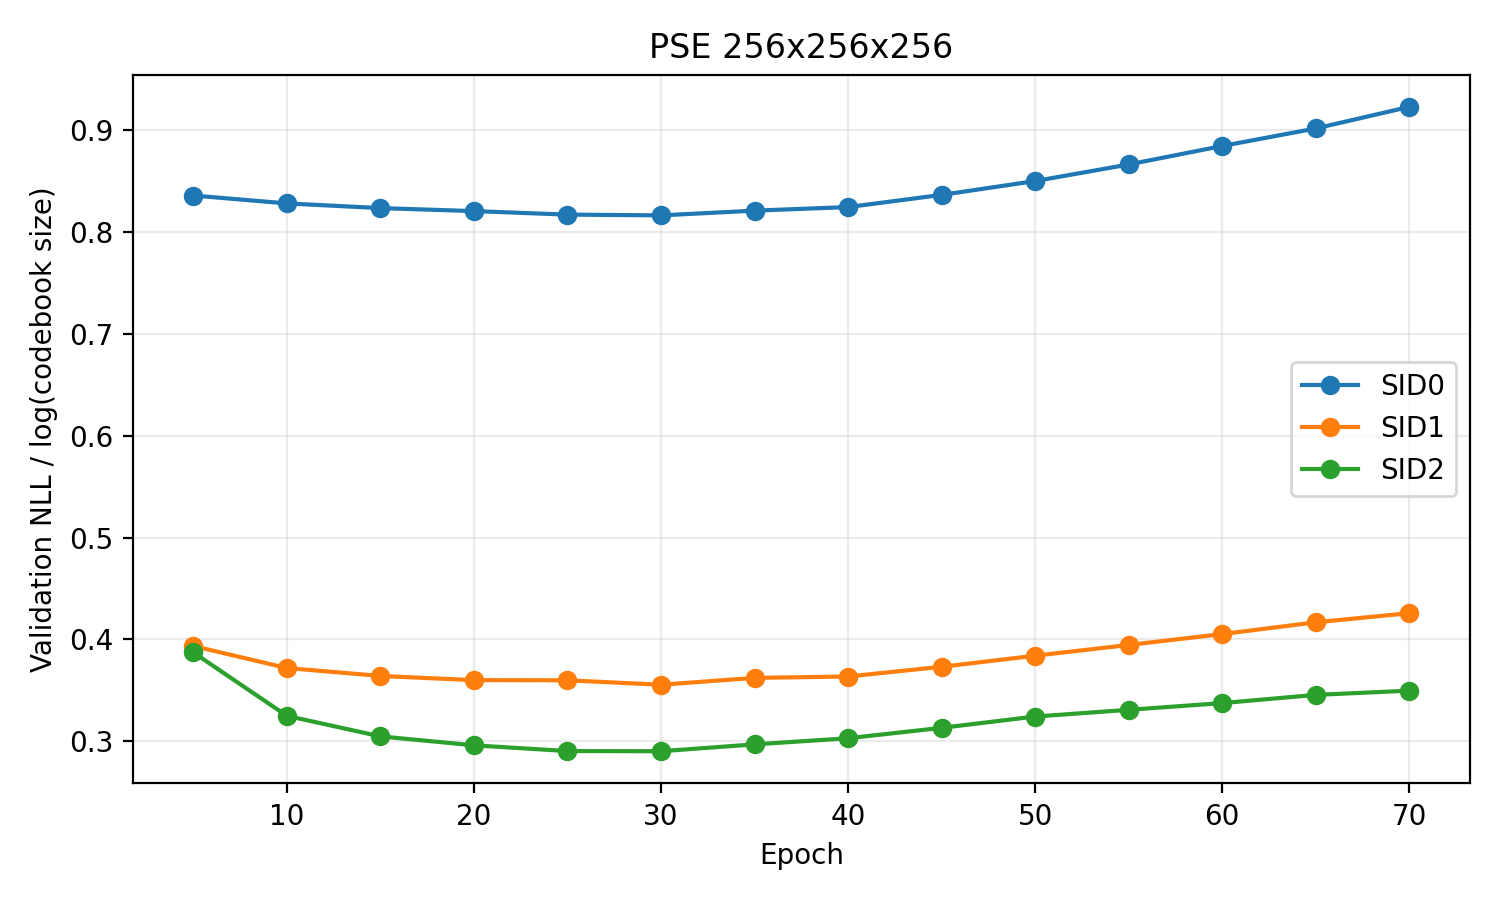 PSE 256x256x256
Validation NLL / log(codebook size)
0.9
0.8
0.7
0.6
0.5
0.4
0.3
SID0
SID1
SID2
10 20 30 40 50 60 70
Epoch